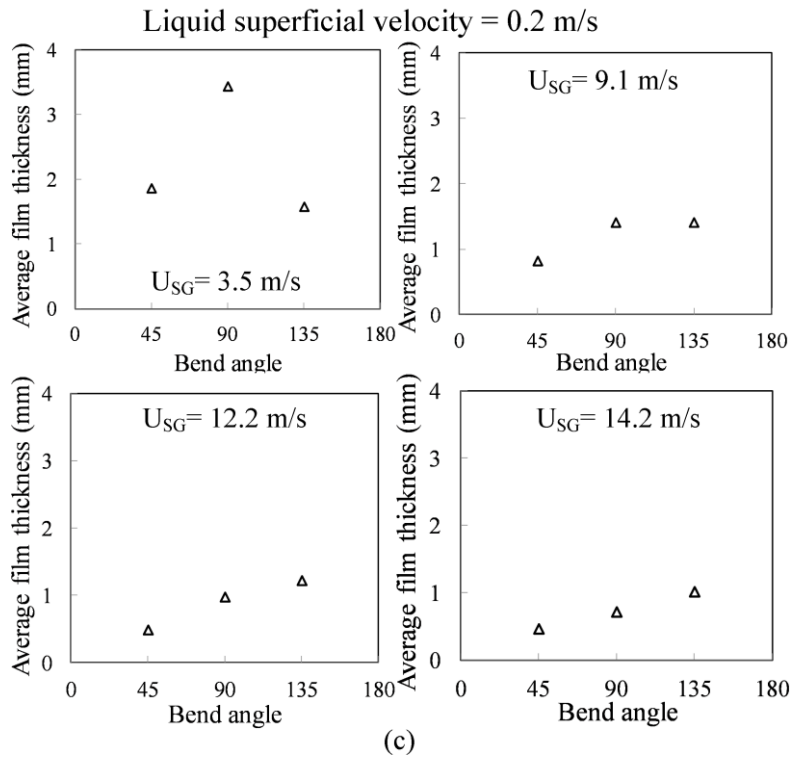 Liquid superficial velocity = 0.2 m/s
Average film thickness (mm)
4
3
2
1
0
U_SG= 3.5 m/s
0 45 90 135 180
Bend angle
Average film thickness (mm)
4
3
2
1
0
U_SG= 9.1 m/s
0 45 90 135 180
Bend angle
Average film thickness (mm)
4
3
2
1
0
U_SG= 12.2 m/s
0 45 90 135 180
Bend angle
Average film thickness (mm)
4
3
2
1
0
U_SG= 14.2 m/s
0 45 90 135 180
Bend angle
(c)